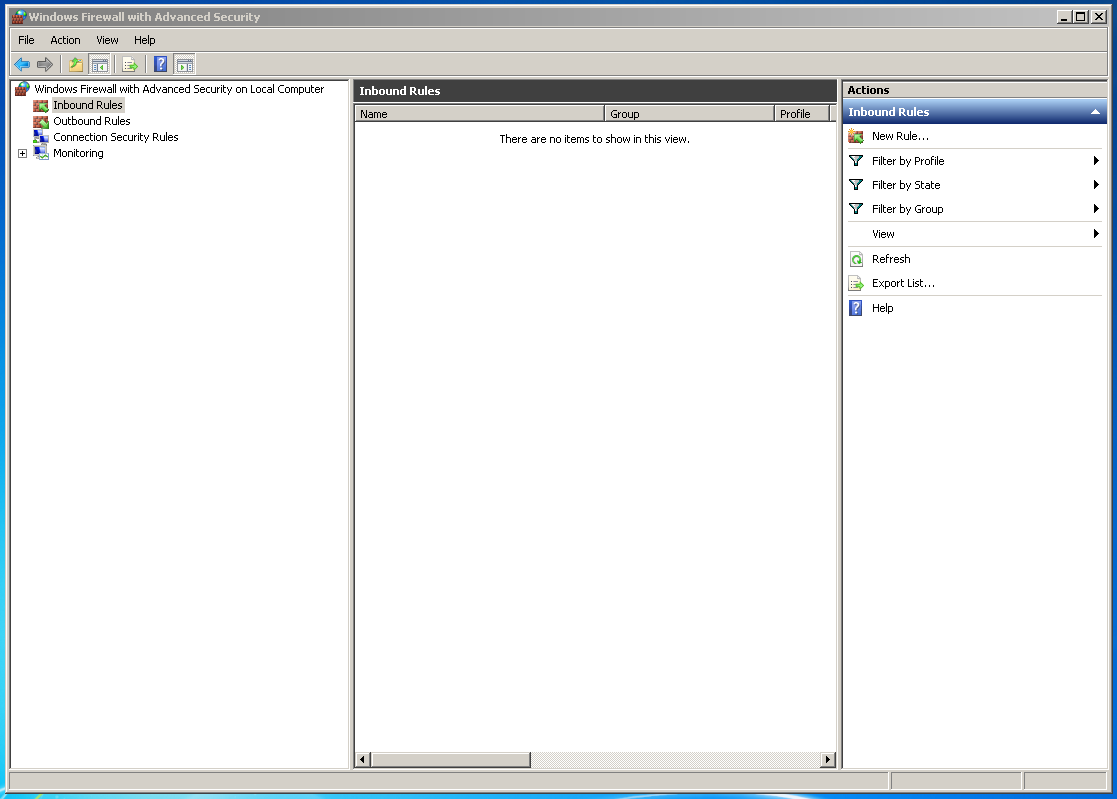 Windows Firewall with Advanced Security
File Action View Help
Windows Firewall with Advanced Security on Local Computer
Inbound Rules
Outbound Rules
Connection Security Rules
Monitoring
Inbound Rules
Name Group Profile
There are no items to show in this view.
Actions
Inbound Rules
New Rule...
Filter by Profile
Filter by State
Filter by Group
View
Refresh
Export List...
Help